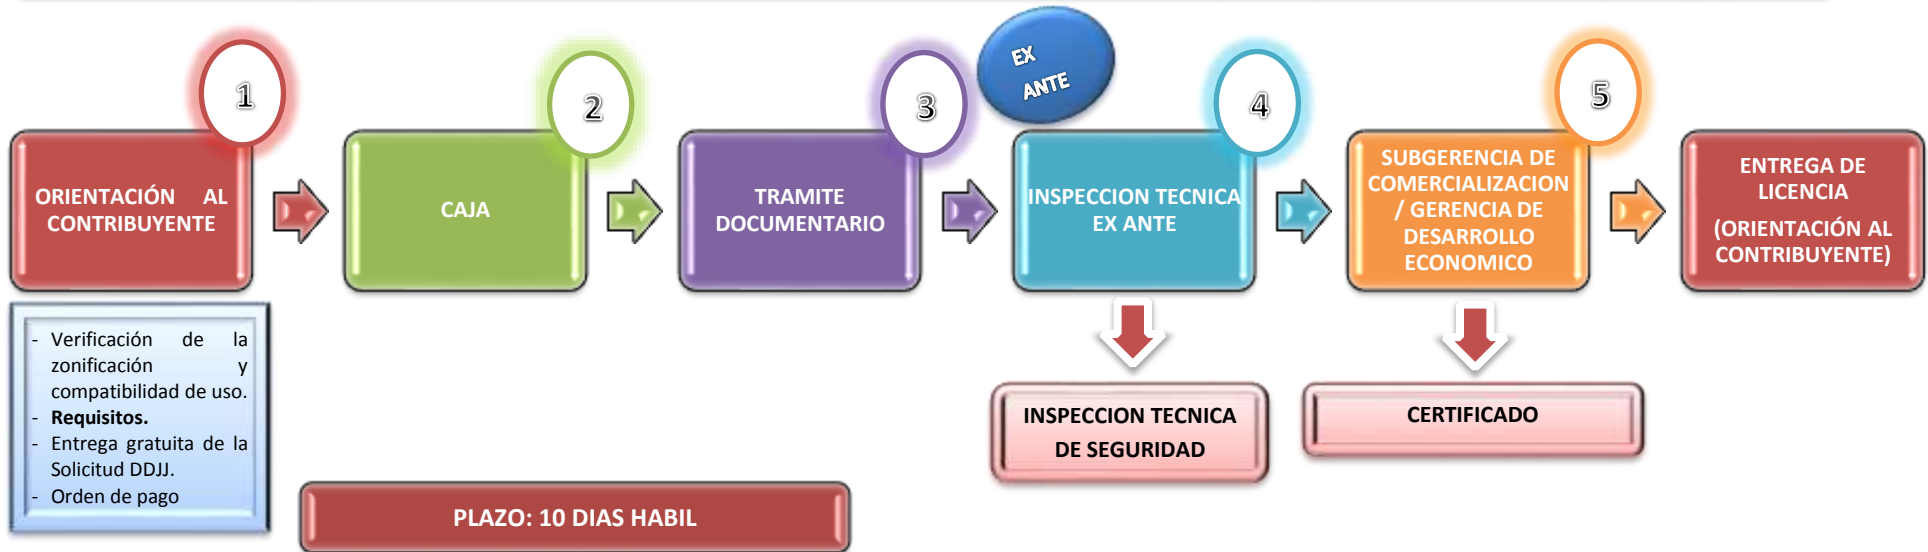 1
ORIENTACIÓN AL
CONTRIBUYENTE
- Verificación de la
zonificación y
compatibilidad de uso.
- Requisitos.
- Entrega gratuita de la
Solicitud DDJJ.
- Orden de pago
2
CAJA
3
TRAMITE
DOCUMENTARIO
EX
ANTE
4
INSPECCION TECNICA
EX ANTE
INSPECCION TECNICA
DE SEGURIDAD
5
SUBGERENCIA DE
COMERCIALIZACION
/ GERENCIA DE
DESARROLLO
ECONOMICO
CERTIFICADO
ENTREGA DE
LICENCIA
(ORIENTACIÓN AL
CONTRIBUYENTE)
PLAZO: 10 DIAS HABIL